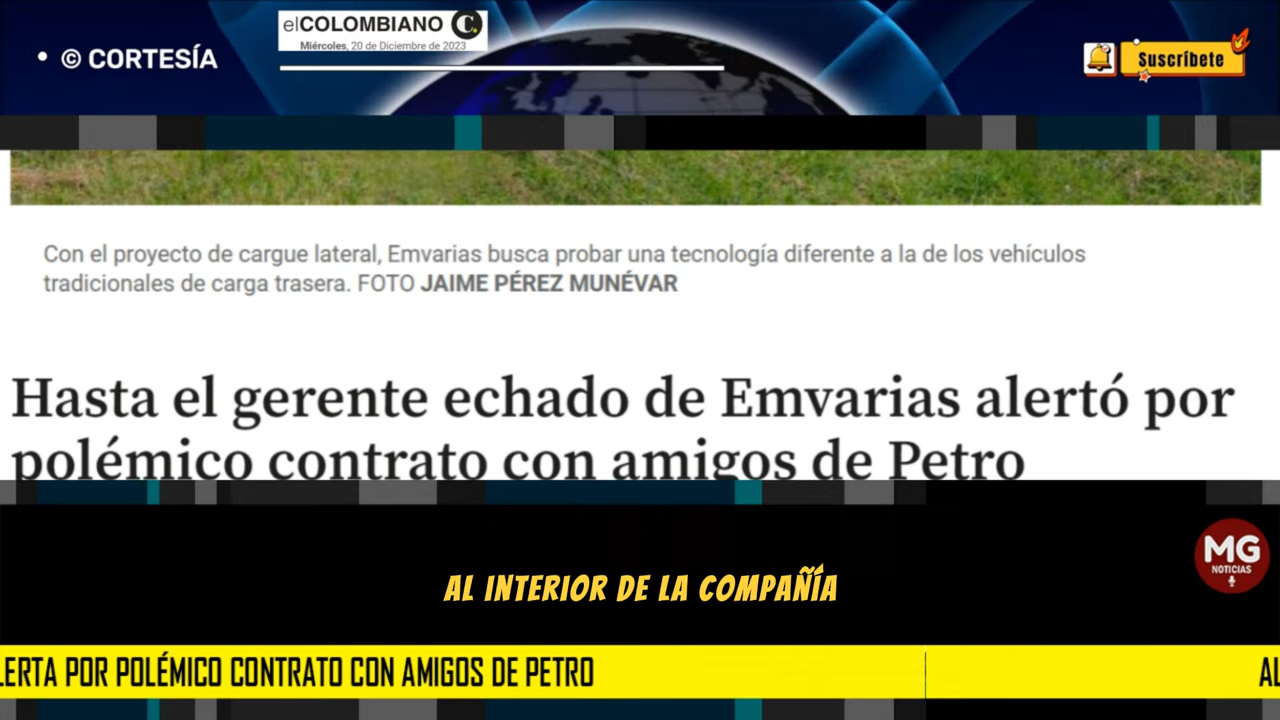 elCOLOMBIANO
Miércoles, 20 de Diciembre de 2023
• © CORTESÍA
Suscríbete
Con el proyecto de cargue lateral, Emvarias busca probar una tecnología diferente a la de los vehículos
tradicionales de carga trasera. FOTO JAIME PÉREZ MUNÉVAR
Hasta el gerente echado de Emvarias alertó por
polémico contrato con amigos de Petro
MG
NOTICIAS
AL INTERIOR DE LA COMPAÑÍA
LERTA POR POLÉMICO CONTRATO CON AMIGOS DE PETRO
AL